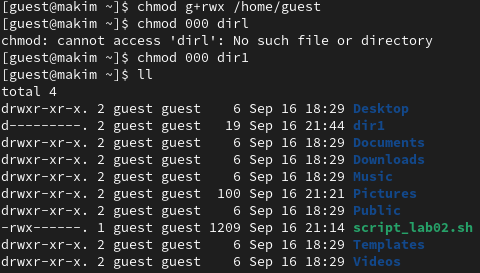 [guest@makim ~]$ chmod g+rwx /home/guest
[guest@makim ~]$ chmod 000 dirl
chmod: cannot access 'dirl': No such file or directory
[guest@makim ~]$ chmod 000 dir1
[guest@makim ~]$ ll
total 4
drwxr-xr-x. 2 guest guest    6 Sep 16 18:29 Desktop
d---------. 2 guest guest   19 Sep 16 21:44 dir1
drwxr-xr-x. 2 guest guest    6 Sep 16 18:29 Documents
drwxr-xr-x. 2 guest guest    6 Sep 16 18:29 Downloads
drwxr-xr-x. 2 guest guest    6 Sep 16 18:29 Music
drwxr-xr-x. 2 guest guest  100 Sep 16 21:21 Pictures
drwxr-xr-x. 2 guest guest    6 Sep 16 18:29 Public
-rwx------. 1 guest guest 1209 Sep 16 21:14 script_lab02.sh
drwxr-xr-x. 2 guest guest    6 Sep 16 18:29 Templates
drwxr-xr-x. 2 guest guest    6 Sep 16 18:29 Videos